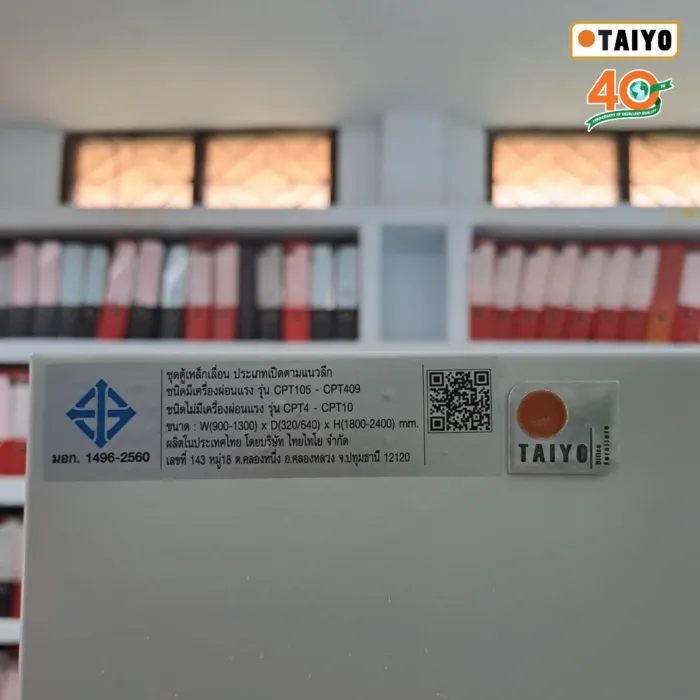 TAIYO
40TH
ANNIVERSARY OF EXCELLENT QUALITY
ชุดตู้เหล็กเลื่อน ประเภทเปิดตามแนวลึก
ชนิดมีเครื่องผ่อนแรง รุ่น CPT105 - CPT409
ชนิดไม่มีเครื่องผ่อนแรง รุ่น CPT4 - CPT10
ขนาด : W(900-1300) x D(320/640) x H(1800-2400) mm.
ผลิตในประเทศไทย โดยบริษัท ไทยไทโย จำกัด
เลขที่ 143 หมู่18 ต.คลองหนึ่ง อ.คลองหลวง จ.ปทุมธานี 12120
มอก. 1496-2560
TAIYO
Office
furniture